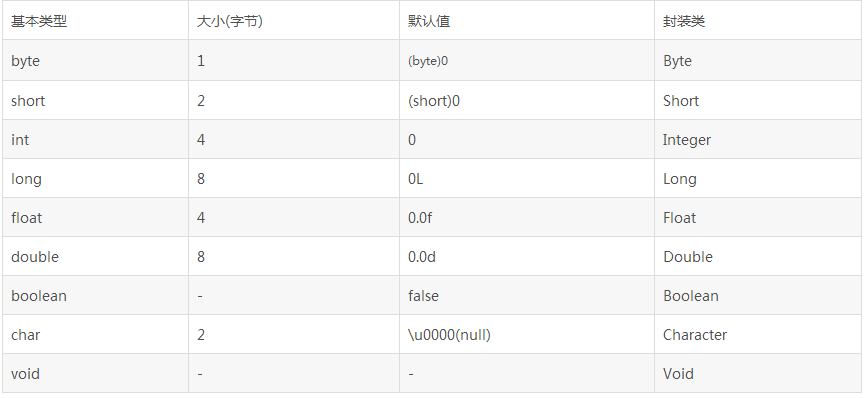 基本类型 大小(字节) 默认值 封装类
byte 1 (byte)0 Byte
short 2 (short)0 Short
int 4 0 Integer
long 8 0L Long
float 4 0.0f Float
double 8 0.0d Double
boolean - false Boolean
char 2 \u0000(null) Character
void - - Void